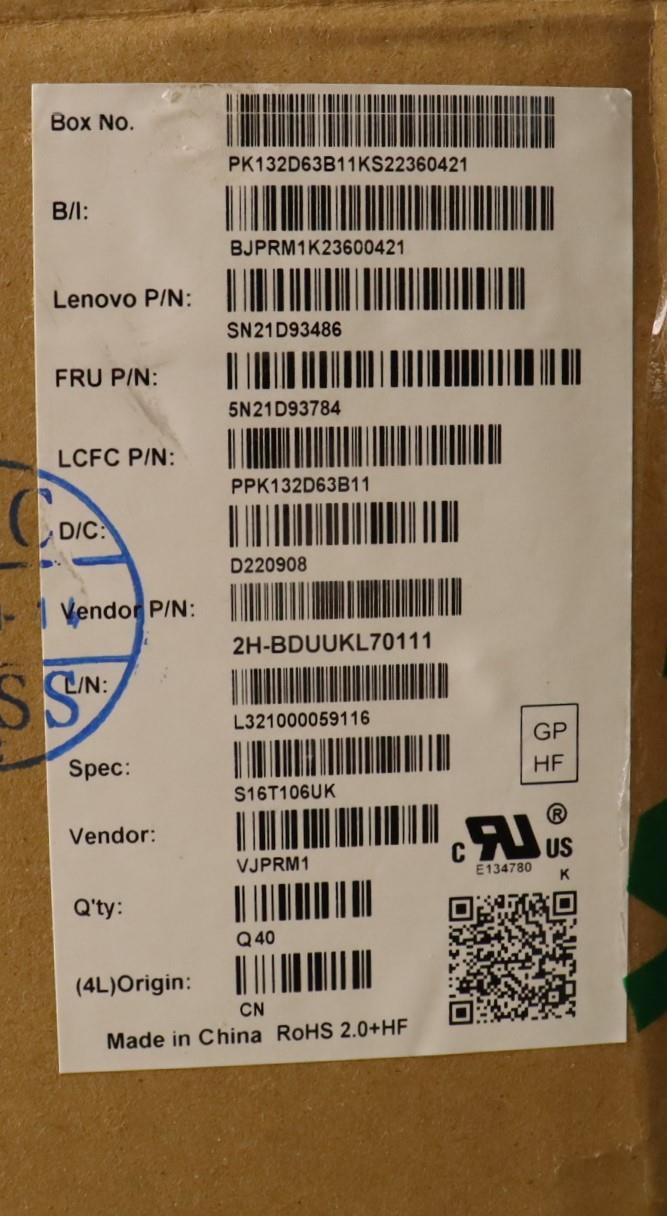 Box No.
PK132D63B11KS22360421
B/I:
BJPRM1K23600421
Lenovo P/N:
SN21D93486
FRU P/N:
5N21D93784
LCFC P/N:
PPK132D63B11
D/C:
D220908
Vendor P/N:
2H-BDUUKL70111
L/N:
L321000059116
Spec:
S16T106UK
GP
HF
Vendor:
VJPRM1
C RU ® US
E134780
K
Q'ty:
Q40
(4L)Origin:
CN
Made in China RoHS 2.0+HF